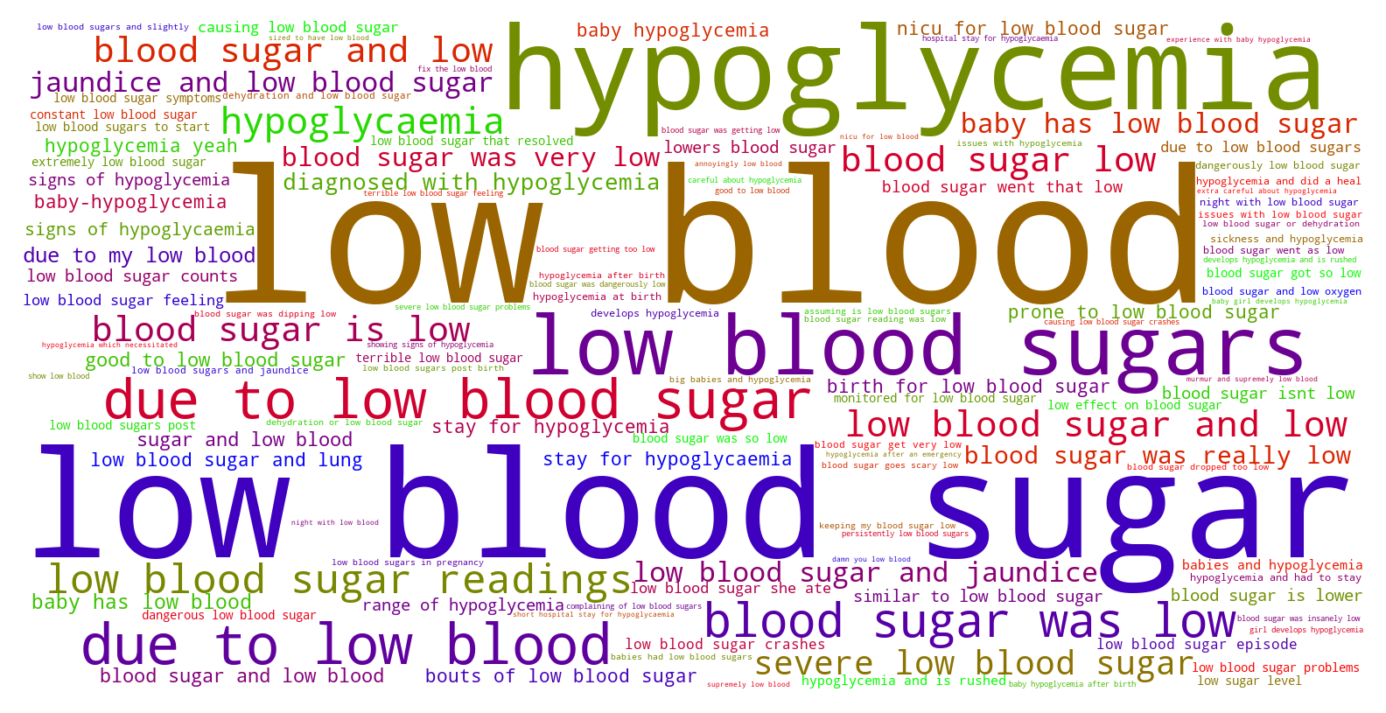 low blood sugars and slightly
causing low blood sugar
sized to have low blood
baby hypoglycemia
nicu for low blood sugar
hospital stay for hypoglycaemia
experience with baby hypoglycemia
blood sugar and low
hypoglycemia
fix the low blood
jaundice and low blood sugar
low blood sugar symptoms
dehydration and low blood sugar
constant low blood sugar
hypoglycaemia
low blood sugars to start
baby has low blood sugar
blood sugar was getting low
nicu for low blood
low blood sugar that resolved
issues with hypoglycemia
hypoglycemia yeah
lowers blood sugar
due to low blood sugars
extremely low blood sugar
blood sugar was very low
blood sugar low
dangerously low blood sugar
annoyingly low blood
signs of hypoglycemia
diagnosed with hypoglycemia
careful about hypoglycemia
hypoglycemia and did a heal
terrible low blood sugar feeling
good to low blood
blood sugar went that low
extra careful about hypoglycemia
baby-hypoglycemia
night with low blood sugar
low blood
issues with low blood sugar
low blood sugar or dehydration
signs of hypoglycaemia
sickness and hypoglycemia
due to my low blood
blood sugar getting too low
blood sugar went as low
develops hypoglycemia and is rushed
low blood sugar counts
hypoglycemia after birth
blood sugar got so low
blood sugar was dangerously low
low blood sugar feeling
hypoglycemia at birth
blood sugar and low oxygen
baby girl develops hypoglycemia
severe low blood sugar problems
blood sugar was dipping low
develops hypoglycemia
assuming is low blood sugars
prone to low blood sugar
blood sugar reading was low
causing low blood sugar crashes
blood sugar is low
low blood sugars
hypoglycemia which necessitated
showing signs of hypoglycemia
good to low blood sugar
terrible low blood sugar
low blood sugars and jaundice
low blood sugars post birth
show low blood
big babies and hypoglycemia
murmur and supremely low blood
due to low blood sugar
birth for low blood sugar
blood sugar isnt low
monitored for low blood sugar
low effect on blood sugar
low blood sugars post
dehydration or low blood sugar
stay for hypoglycemia
low blood sugar and low
sugar and low blood
blood sugar was so low
blood sugar get very low
low blood sugar and lung
stay for hypoglycaemia
hypoglycemia after an emergency
blood sugar was really low
blood sugar goes scary low
blood sugar dropped too low
low blood sugar
night with low blood
keeping my blood sugar low
persistently low blood sugars
low blood sugars in pregnancy
damn you low blood
low blood sugar readings
low blood sugar and jaundice
babies and hypoglycemia
hypoglycemia and had to stay
low blood sugar she ate
similar to low blood sugar
blood sugar is lower
baby has low blood
range of hypoglycemia
complaining of low blood sugars
dangerous low blood sugar
short hospital stay for hypoglycaemia
blood sugar was low
blood sugar was insanely low
girl develops hypoglycemia
due to low blood
low blood sugar crashes
low blood sugar episode
babies had low blood sugars
severe low blood sugar
low blood sugar problems
blood sugar and low blood
bouts of low blood sugar
supremely low blood
hypoglycemia and is rushed
baby hypoglycemia after birth
low sugar level